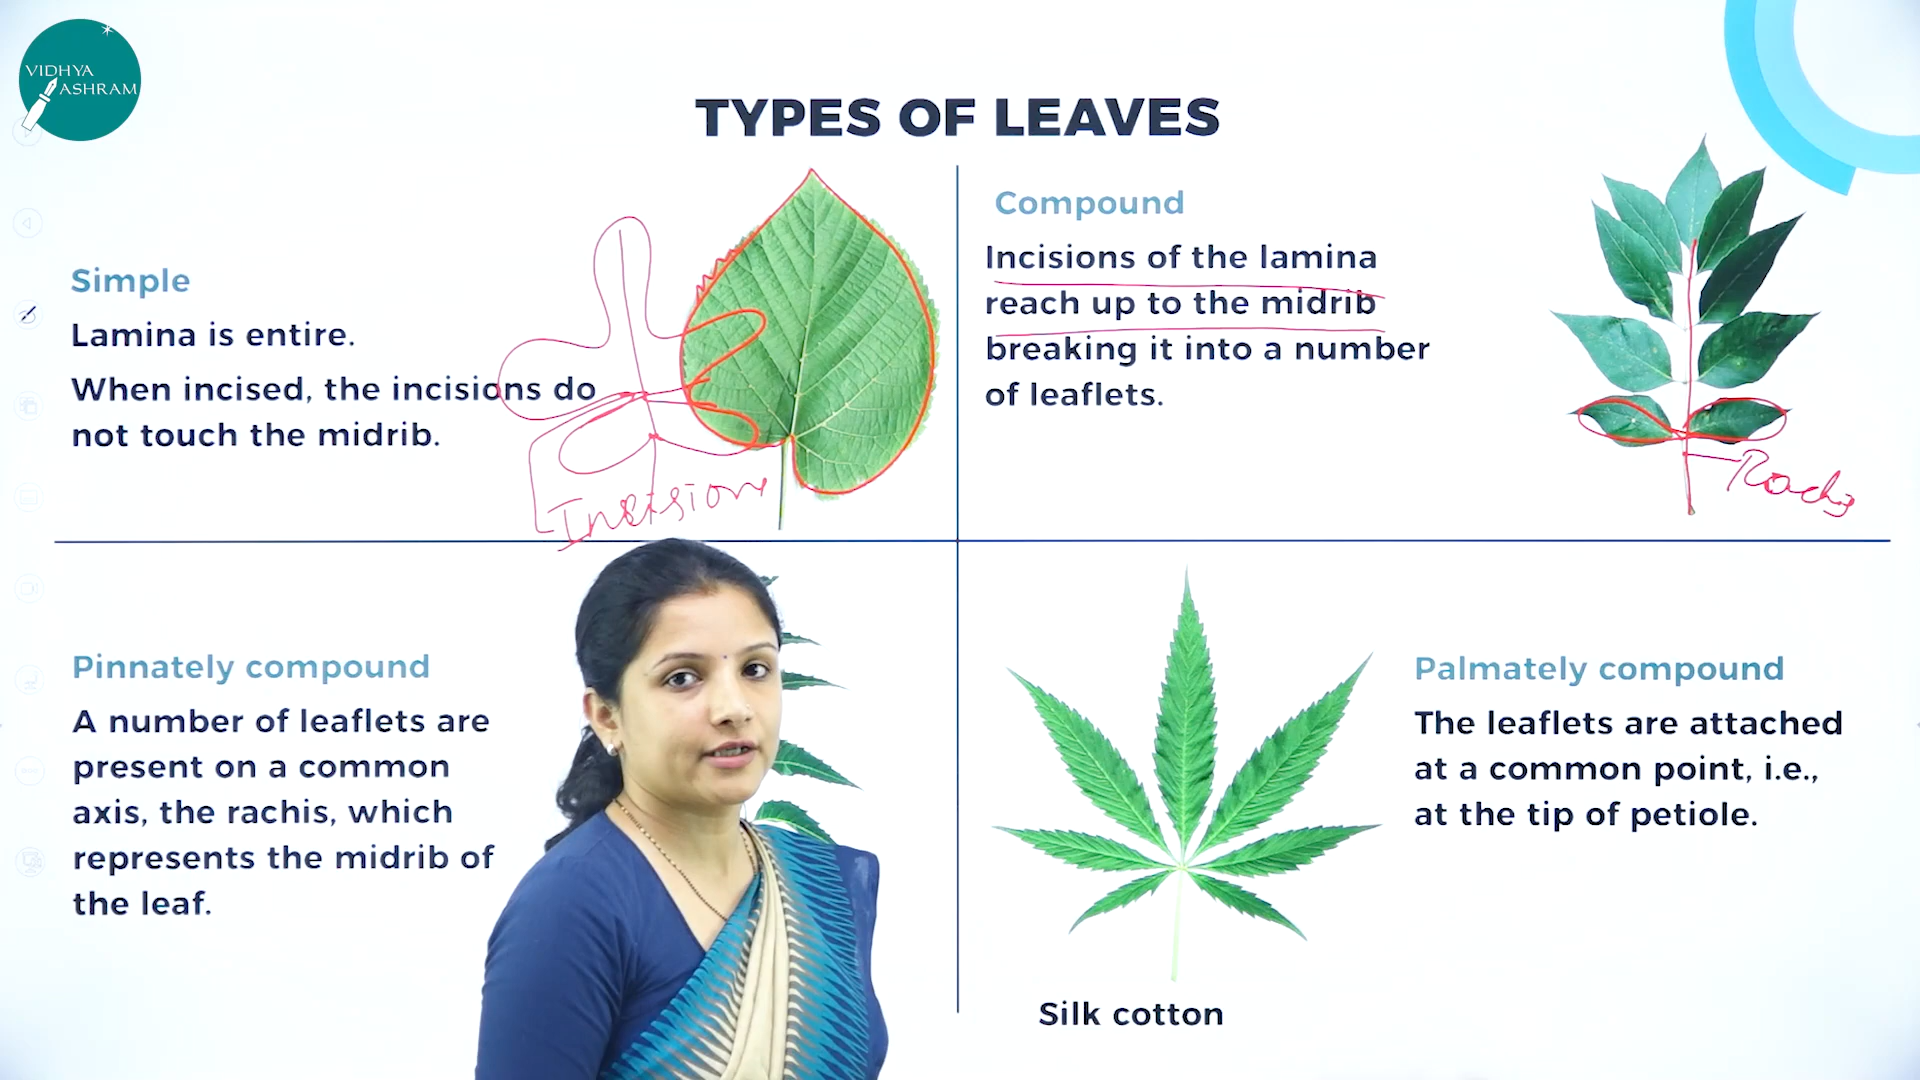 VIDHYA
ASHRAM
TYPES OF LEAVES
Simple
Lamina is entire.
When incised, the incisions do
not touch the midrib.
Incision
Compound
Incisions of the lamina
reach up to the midrib
breaking it into a number
of leaflets.
Pinnately compound
A number of leaflets are
present on a common
axis, the rachis, which
represents the midrib of
the leaf.
Silk cotton
Palmately compound
The leaflets are attached
at a common point, i.e.,
at the tip of petiole.